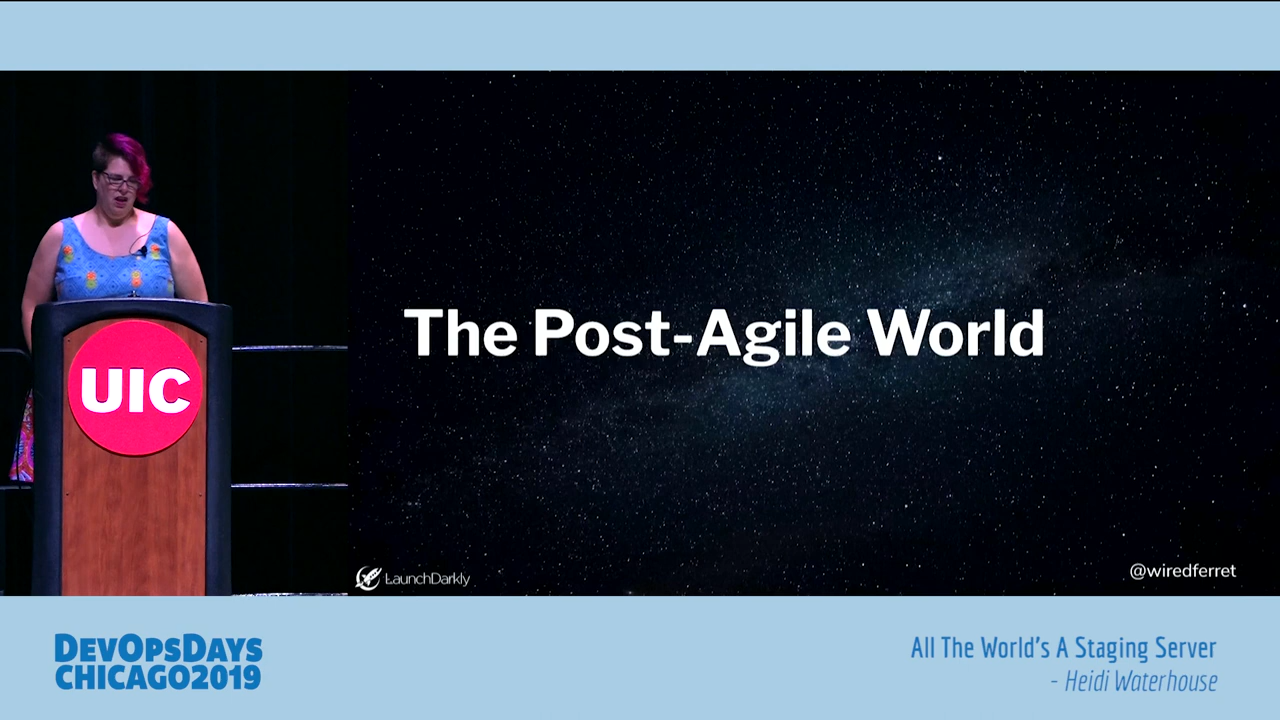 The Post-Agile World
UIC
LaunchDarkly
@wiredferret
DEVOPSDAYS
CHICAGO2019
All The World's A Staging Server
- Heidi Waterhouse